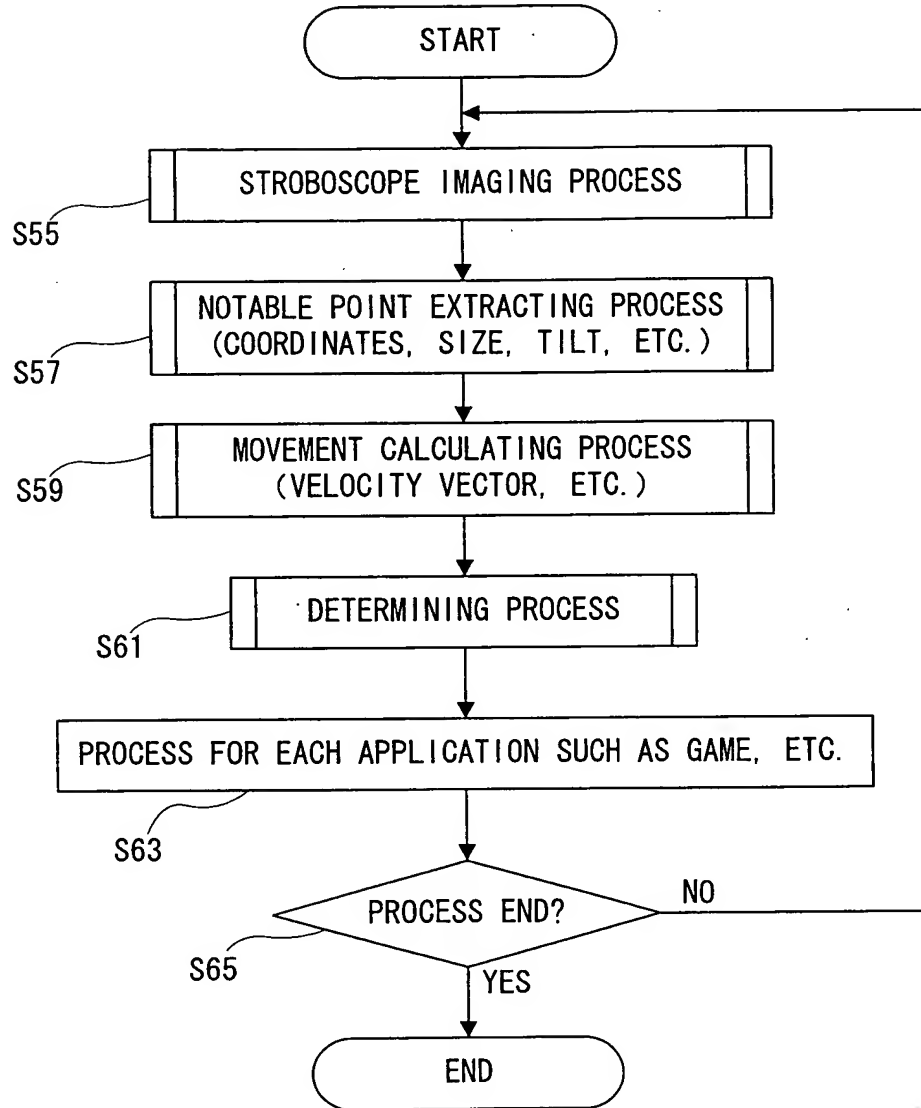 START
STROBOSCOPE IMAGING PROCESS
S55
NOTABLE POINT EXTRACTING PROCESS
(COORDINATES, SIZE, TILT, ETC.)
S57
MOVEMENT CALCULATING PROCESS
(VELOCITY VECTOR, ETC.)
S59
DETERMINING PROCESS
S61
PROCESS FOR EACH APPLICATION SUCH AS GAME, ETC.
S63
PROCESS END?
NO
S65
YES
END